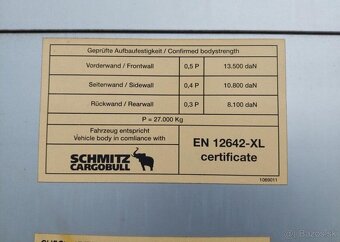 Geprüfte Aufbaufestigkeit / Confirmed bodystrength
Vorderwand / Frontwall 0,5 P 13.500 daN
Seitenwand / Sidewall 0,4 P 10.800 daN
Rückwand / Rearwall 0,3 P 8.100 daN
P = 27.000 Kg
Fahrzeug entspricht
Vehicle body in comliance with
SCHMITZ
CARGOBULL
EN 12642-XL
certificate
1069011
Bazos.sk